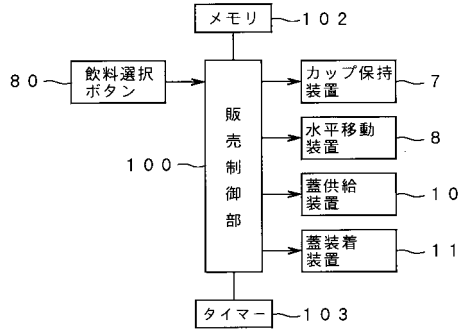 メモリ
102
80
飲料選択
ボタン
カップ保持
装置
7
水平移動
装置
8
100
販売制御部
蓋供給
装置
10
蓋装着
装置
11
タイマー
103